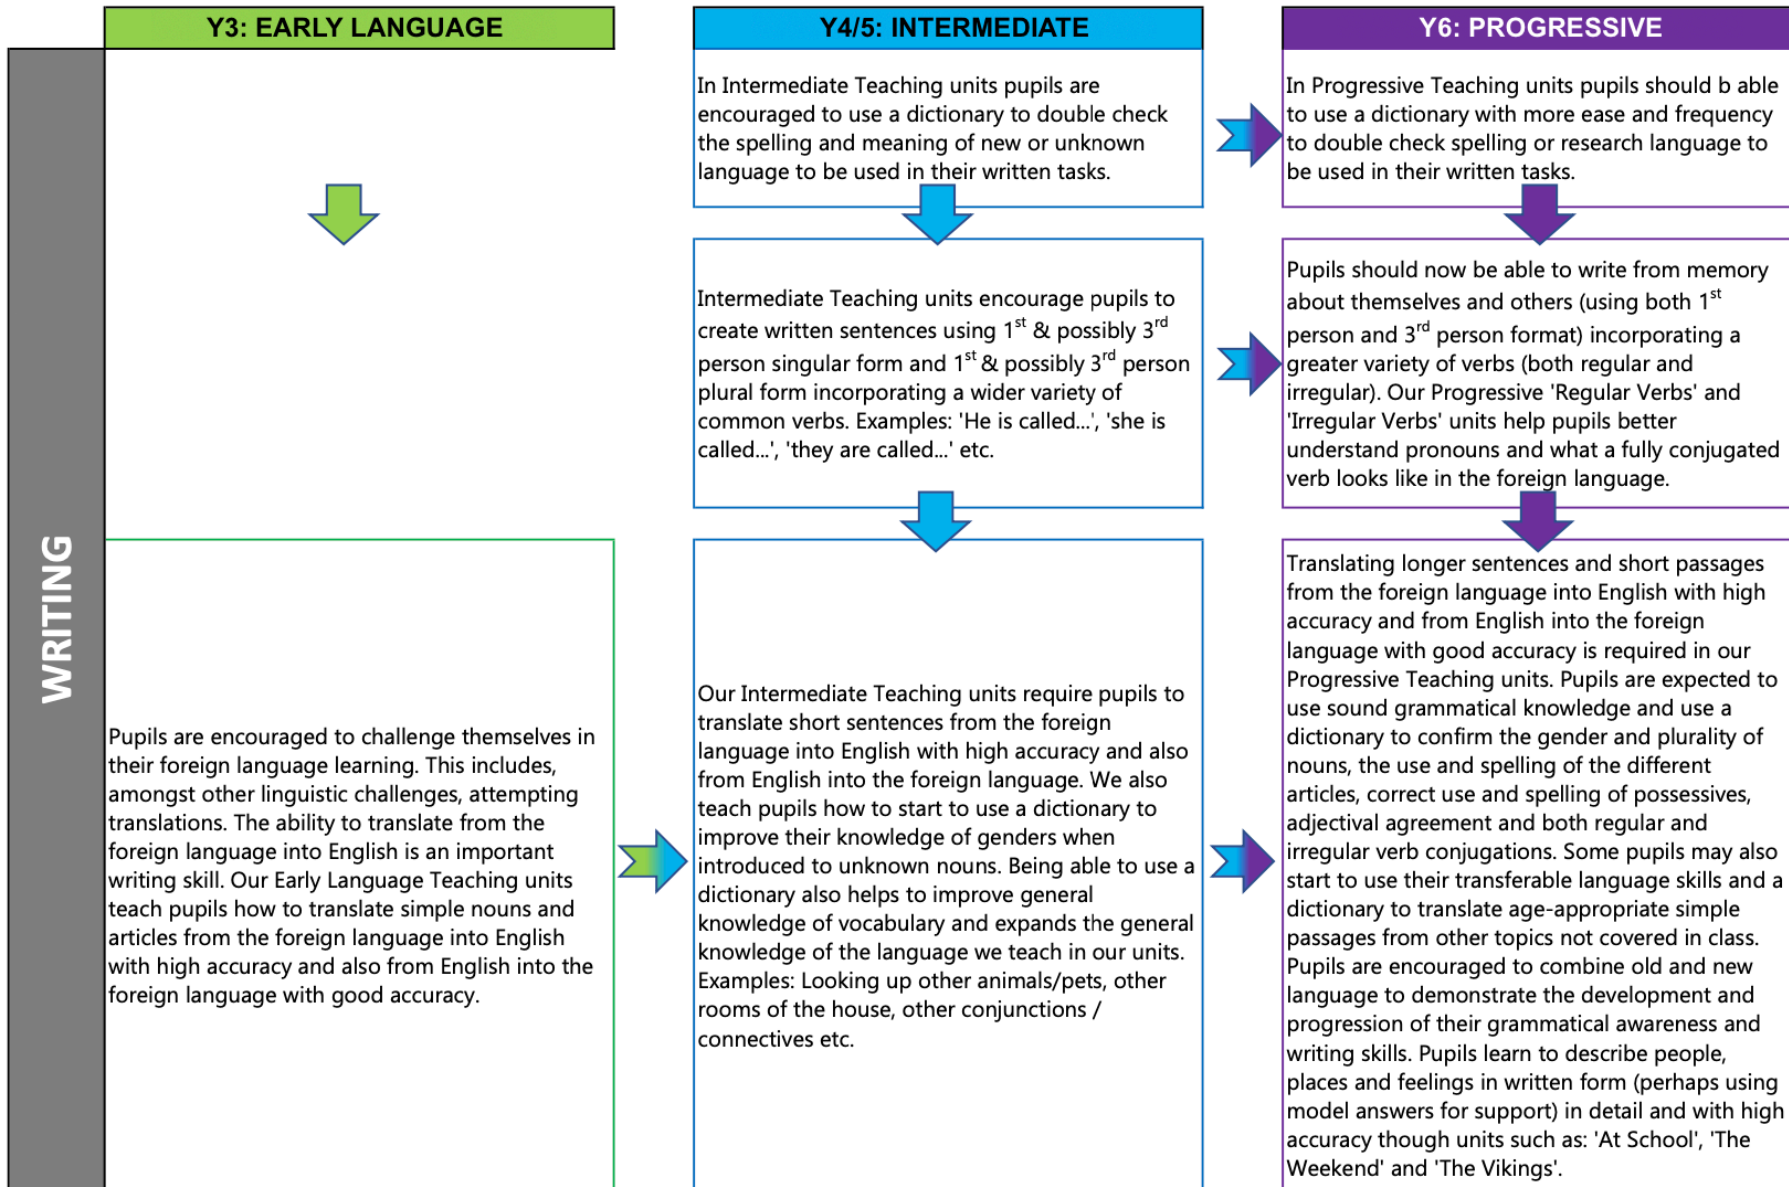 Y3: EARLY LANGUAGE
Y4/5: INTERMEDIATE
Y6: PROGRESSIVE
WRITING
In Intermediate Teaching units pupils are
encouraged to use a dictionary to double check
the spelling and meaning of new or unknown
language to be used in their written tasks.
In Progressive Teaching units pupils should b able
to use a dictionary with more ease and frequency
to double check spelling or research language to
be used in their written tasks.
Intermediate Teaching units encourage pupils to
create written sentences using 1st & possibly 3rd
person singular form and 1st & possibly 3rd person
plural form incorporating a wider variety of
common verbs. Examples: 'He is called...', 'she is
called...', 'they are called...' etc.
Pupils should now be able to write from memory
about themselves and others (using both 1st
person and 3rd person format) incorporating a
greater variety of verbs (both regular and
irregular). Our Progressive 'Regular Verbs' and
'Irregular Verbs' units help pupils better
understand pronouns and what a fully conjugated
verb looks like in the foreign language.
Pupils are encouraged to challenge themselves in
their foreign language learning. This includes,
amongst other linguistic challenges, attempting
translations. The ability to translate from the
foreign language into English is an important
writing skill. Our Early Language Teaching units
teach pupils how to translate simple nouns and
articles from the foreign language into English
with high accuracy and also from English into the
foreign language with good accuracy.
Our Intermediate Teaching units require pupils to
translate short sentences from the foreign
language into English with high accuracy and also
from English into the foreign language. We also
teach pupils how to start to use a dictionary to
improve their knowledge of genders when
introduced to unknown nouns. Being able to use a
dictionary also helps to improve general
knowledge of vocabulary and expands the general
knowledge of the language we teach in our units.
Examples: Looking up other animals/pets, other
rooms of the house, other conjunctions /
connectives etc.
Translating longer sentences and short passages
from the foreign language into English with high
accuracy and from English into the foreign
language with good accuracy is required in our
Progressive Teaching units. Pupils are expected to
use sound grammatical knowledge and use a
dictionary to confirm the gender and plurality of
nouns, the use and spelling of the different
articles, correct use and spelling of possessives,
adjectival agreement and both regular and
irregular verb conjugations. Some pupils may also
start to use their transferable language skills and a
dictionary to translate age-appropriate simple
passages from other topics not covered in class.
Pupils are encouraged to combine old and new
language to demonstrate the development and
progression of their grammatical awareness and
writing skills. Pupils learn to describe people,
places and feelings in written form (perhaps using
model answers for support) in detail and with high
accuracy though units such as: 'At School', 'The
Weekend' and 'The Vikings'.